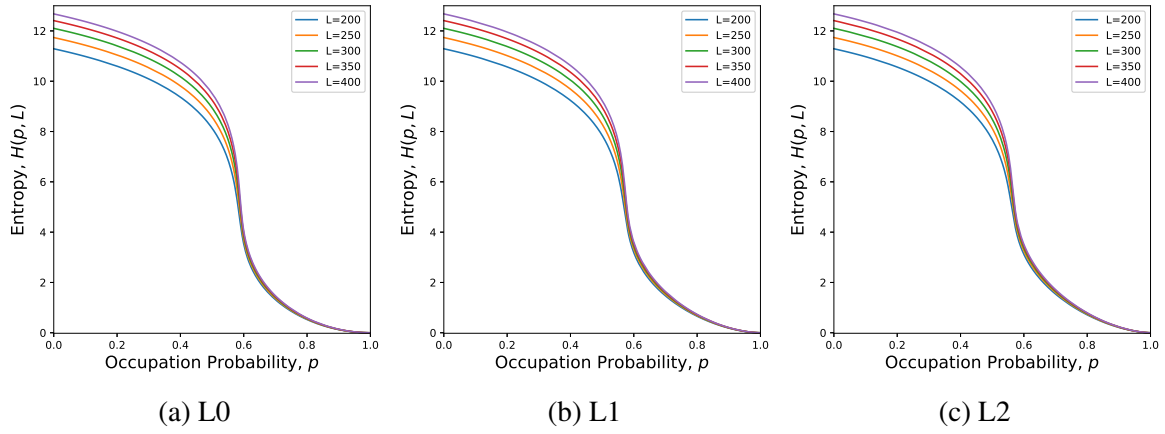 Entropy, H(p, L)
12
10
8
6
4
2
0
0.0 0.2 0.4 0.6 0.8 1.0
Occupation Probability, p
L=200
L=250
L=300
L=350
L=400
(a) L0
Entropy, H(p, L)
12
10
8
6
4
2
0
0.0 0.2 0.4 0.6 0.8 1.0
Occupation Probability, p
L=200
L=250
L=300
L=350
L=400
(b) L1
Entropy, H(p, L)
12
10
8
6
4
2
0
0.0 0.2 0.4 0.6 0.8 1.0
Occupation Probability, p
L=200
L=250
L=300
L=350
L=400
(c) L2